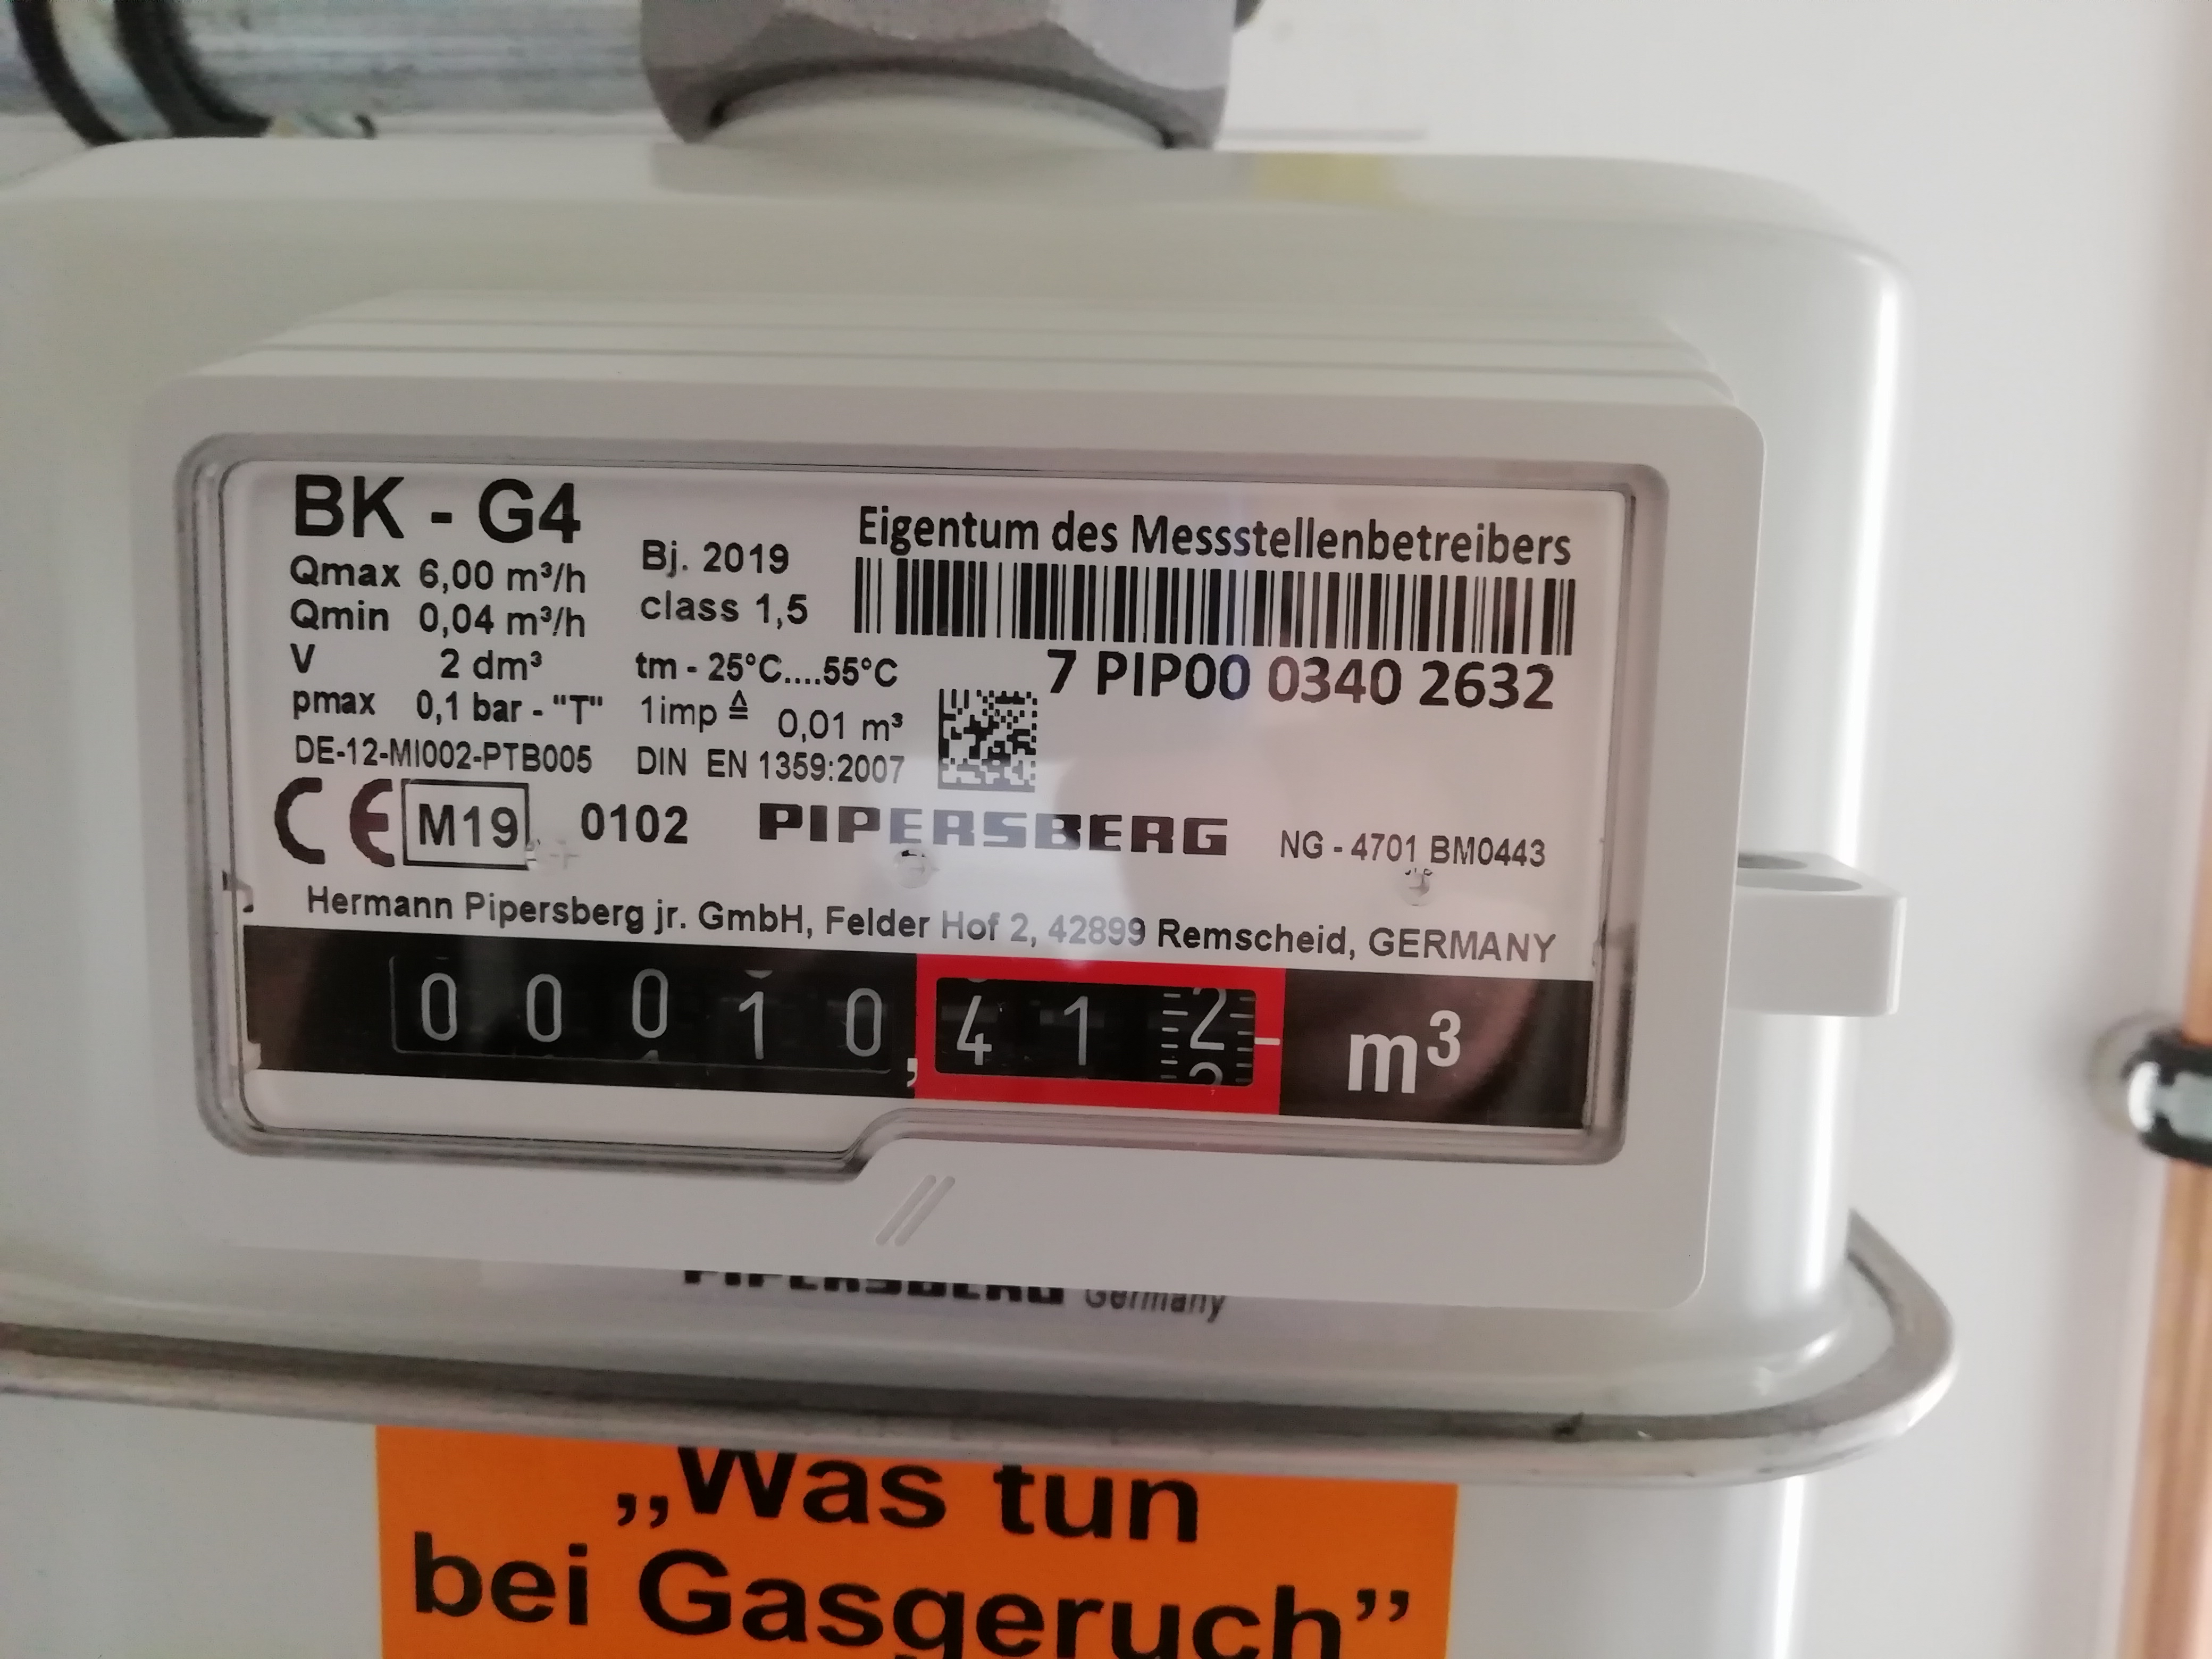 BK - G4
Qmax 6,00 m³/h
Qmin 0,04 m³/h
V 2 dm³
pmax 0,1 bar - "T"
DE-12-MI002-PTB005
Bj. 2019
class 1,5
tm - 25°C....55°C
1imp ≙ 0,01 m³
DIN EN 1359:2007
Eigentum des Messstellenbetreibers
7 PIP00 0340 2632
CE M19 0102 PIPERSBERG NG - 4701 BM0443
Hermann Pipersberg jr. GmbH, Felder Hof 2, 42899 Remscheid, GERMANY
00010,412 m³
PIPERSBERG Germany
„Was tun
bei Gasgeruch”